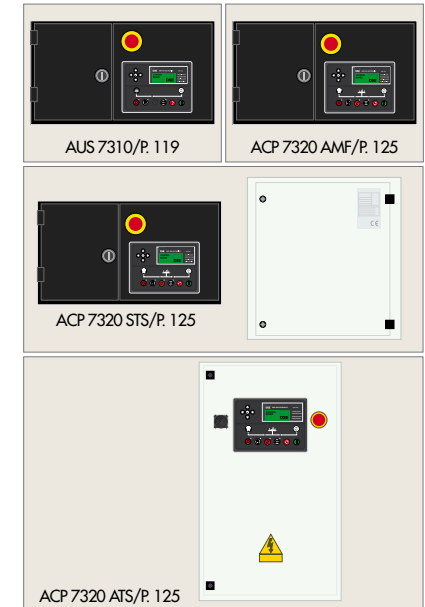 AUS 7310/P. 119
ACP 7320 AMF/P. 125
ACP 7320 STS/P. 125
CE
ACP 7320 ATS/P. 125